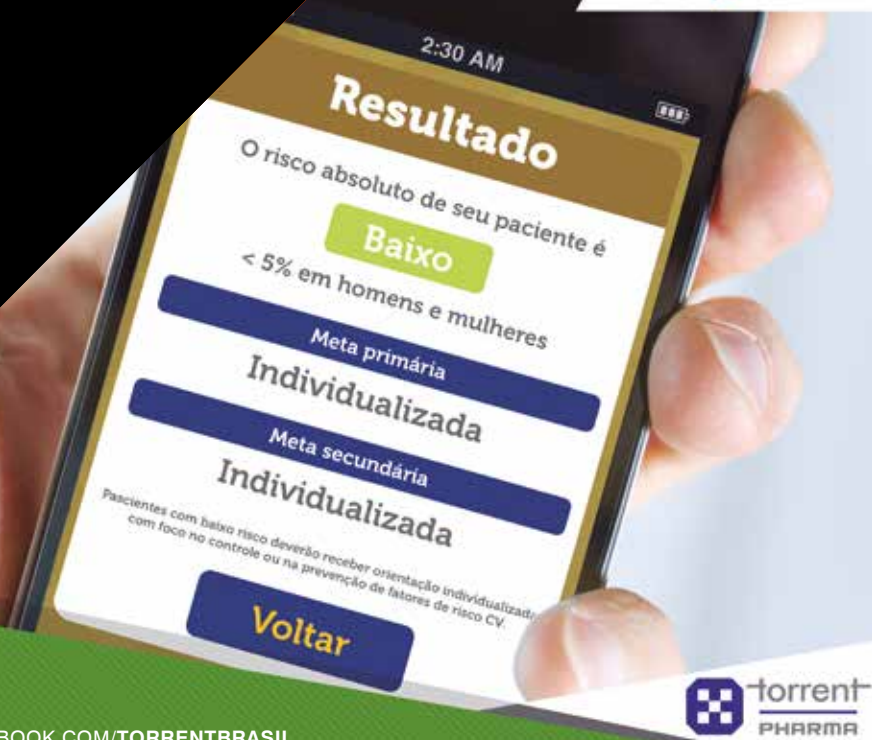 2:30 AM
Resultado
O risco absoluto de seu paciente é
Baixo
< 5% em homens e mulheres
Meta primária
Individualizada
Meta secundária
Individualizada
Pascientes com baixo risco deverão receber orientação individualizada
com foco no controle ou na prevenção de fatores de risco CV.
Voltar
torrent
PHARMA
BOOK.COM/TORRENTBRASIL